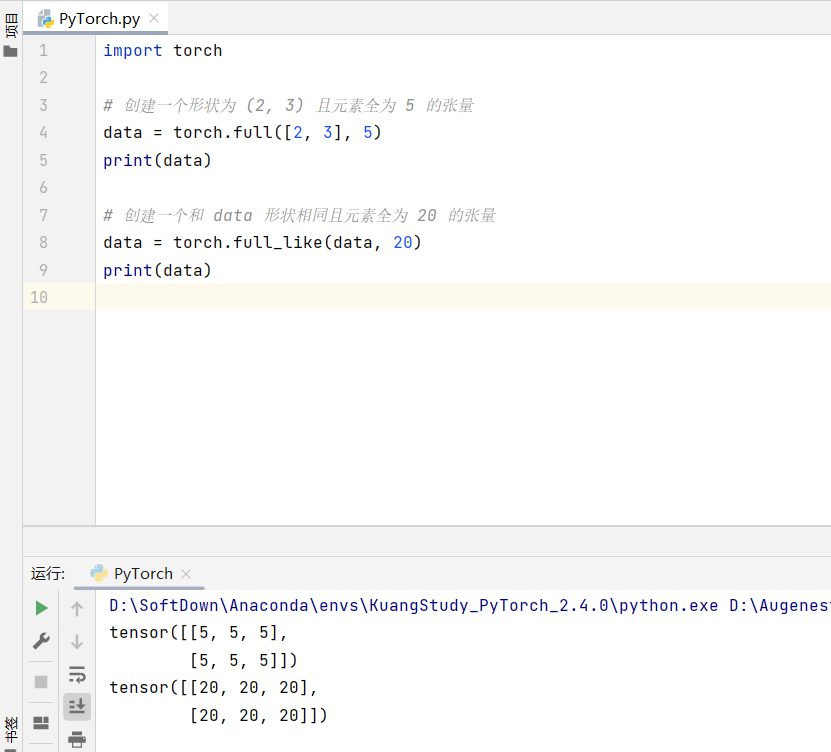 项目
PyTorch.py
1 import torch
2
3 # 创建一个形状为 (2, 3) 且元素全为 5 的张量
4 data = torch.full([2, 3], 5)
5 print(data)
6
7 # 创建一个和 data 形状相同且元素全为 20 的张量
8 data = torch.full_like(data, 20)
9 print(data)
10
运行: PyTorch
D:\SoftDown\Anaconda\envs\KuangStudy_PyTorch_2.4.0\python.exe D:\Augenes
tensor([[5, 5, 5],
        [5, 5, 5]])
tensor([[20, 20, 20],
        [20, 20, 20]])
书签